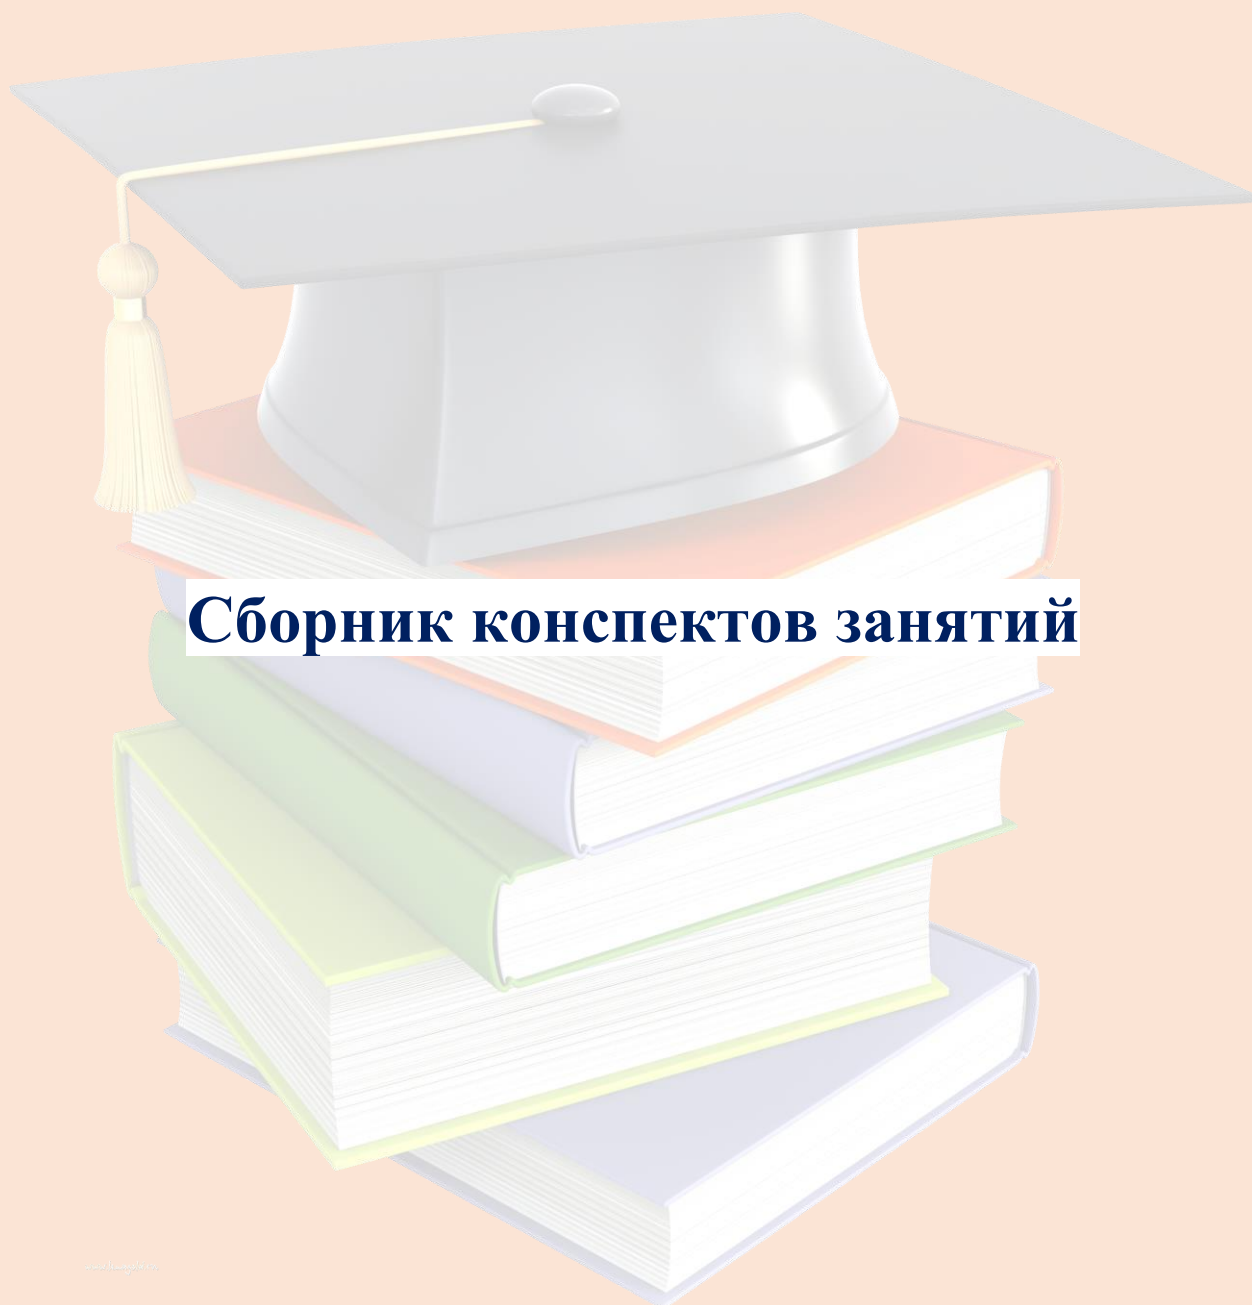 Сборник конспектов занятий